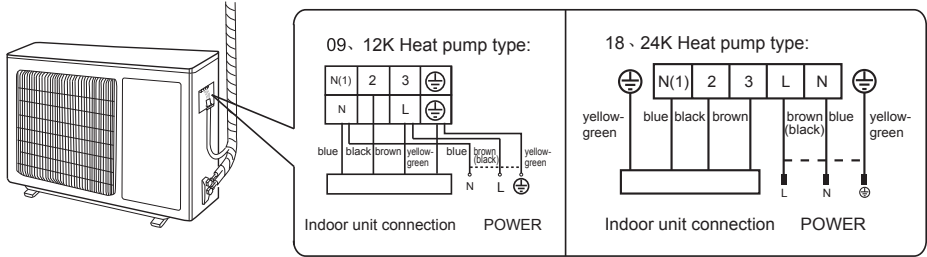 09、12K Heat pump type:
N(1) 2 3
N L
blue black brown yellow-green blue brown (black) yellow-green
N L
Indoor unit connection POWER
18、24K Heat pump type:
N(1) 2 3 L N
yellow-green blue black brown brown (black) blue yellow-green
L N
Indoor unit connection POWER